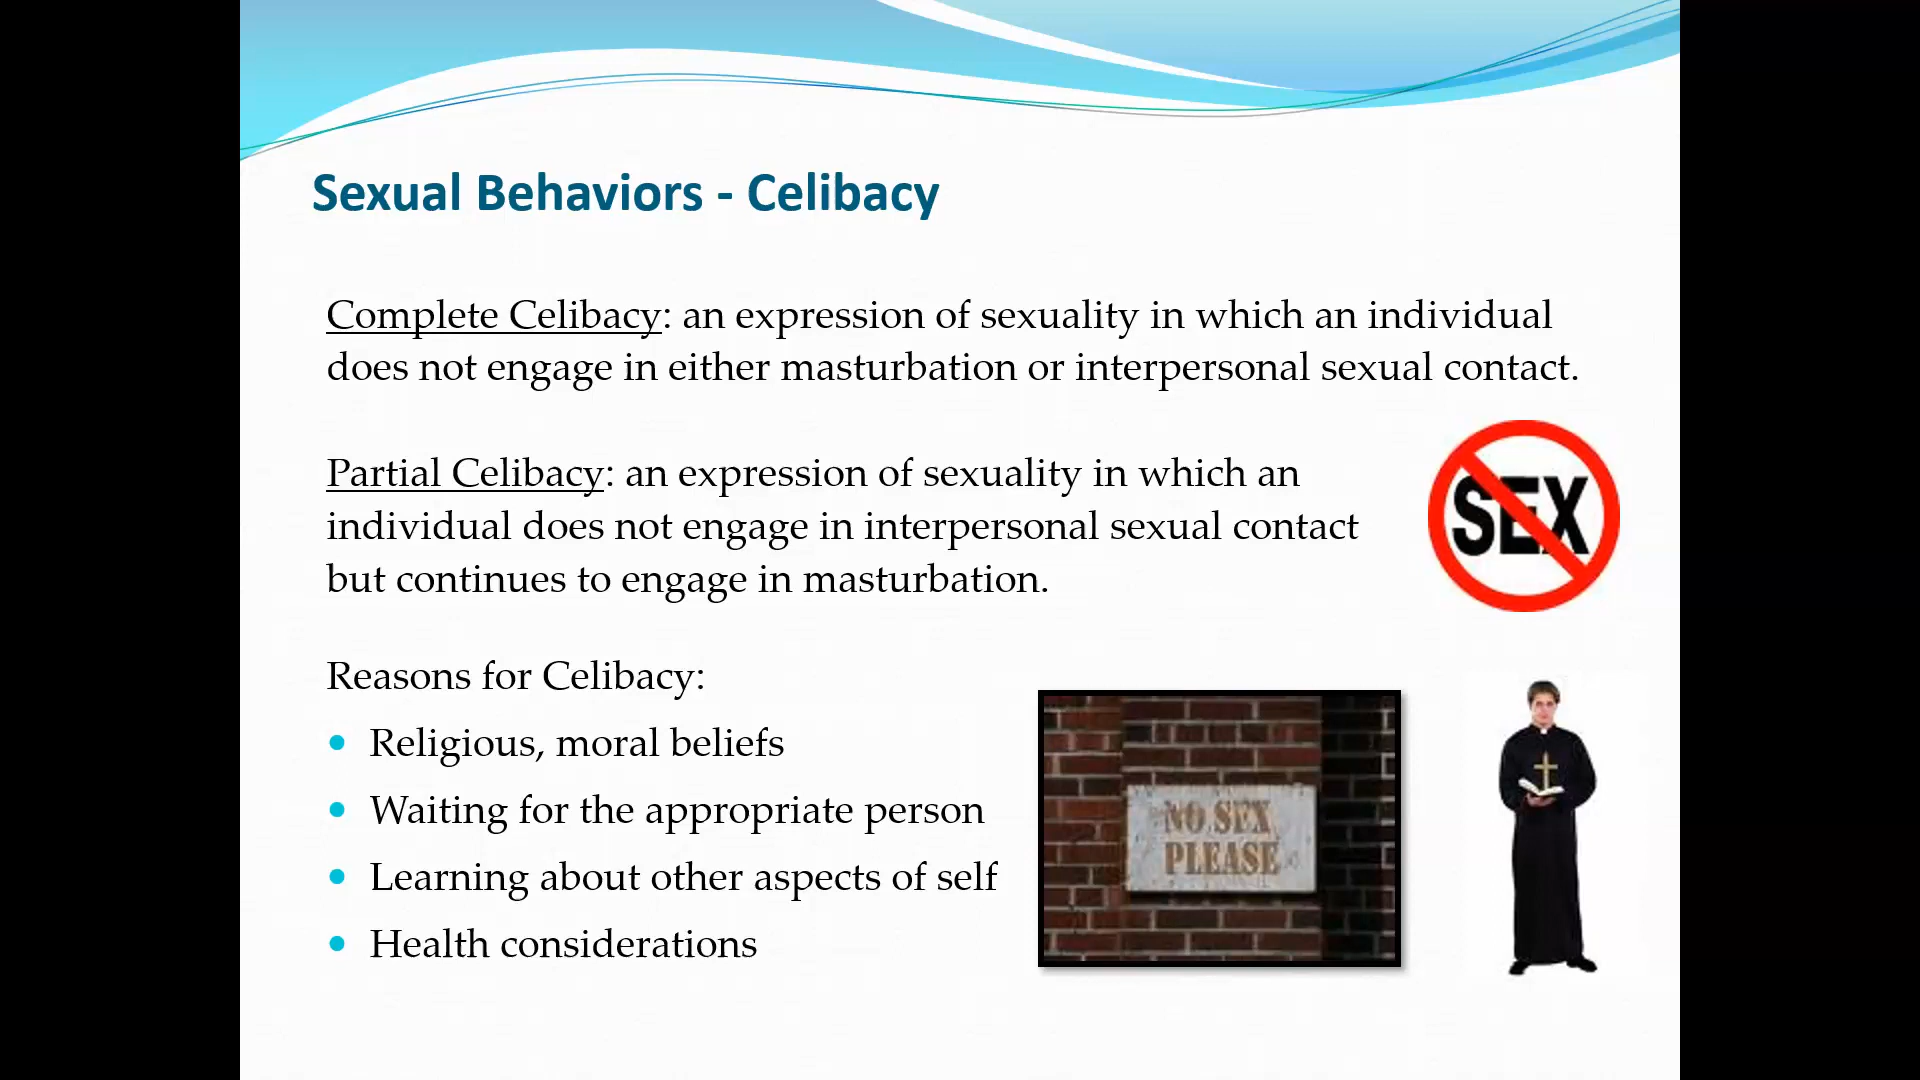 Sexual Behaviors - Celibacy
Complete Celibacy: an expression of sexuality in which an individual
does not engage in either masturbation or interpersonal sexual contact.
Partial Celibacy: an expression of sexuality in which an
individual does not engage in interpersonal sexual contact
but continues to engage in masturbation.
SEX
Reasons for Celibacy:
• Religious, moral beliefs
• Waiting for the appropriate person
• Learning about other aspects of self
• Health considerations
NO SEX
PLEASE